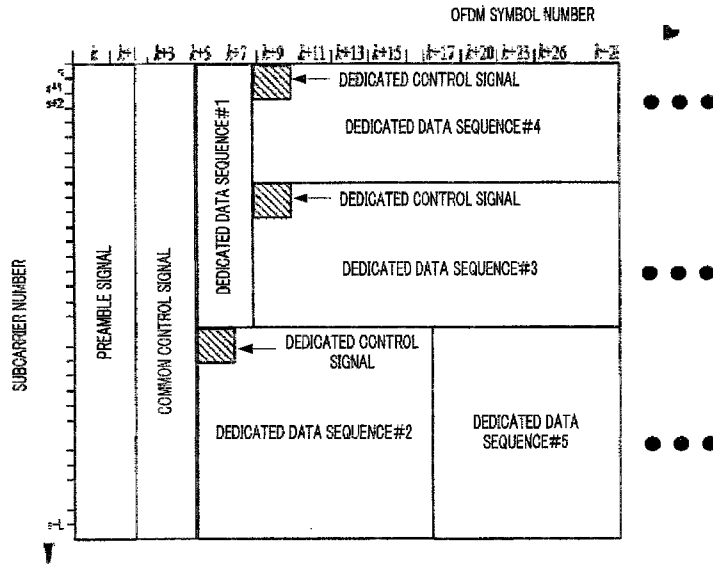 OFDM SYMBOL NUMBER
k k+1 k+3 k+5 k+7 k+9 k+11 k+13 k+15 k+17 k+20 k+23 k+26
DEDICATED CONTROL SIGNAL
DEDICATED DATA SEQUENCE#4
DEDICATED DATA SEQUENCE#1
DEDICATED CONTROL SIGNAL
DEDICATED DATA SEQUENCE#3
SUBCARRIER NUMBER
PREAMBLE SIGNAL
COMMON CONTROL SIGNAL
DEDICATED CONTROL
SIGNAL
DEDICATED DATA SEQUENCE#2
DEDICATED DATA
SEQUENCE#5